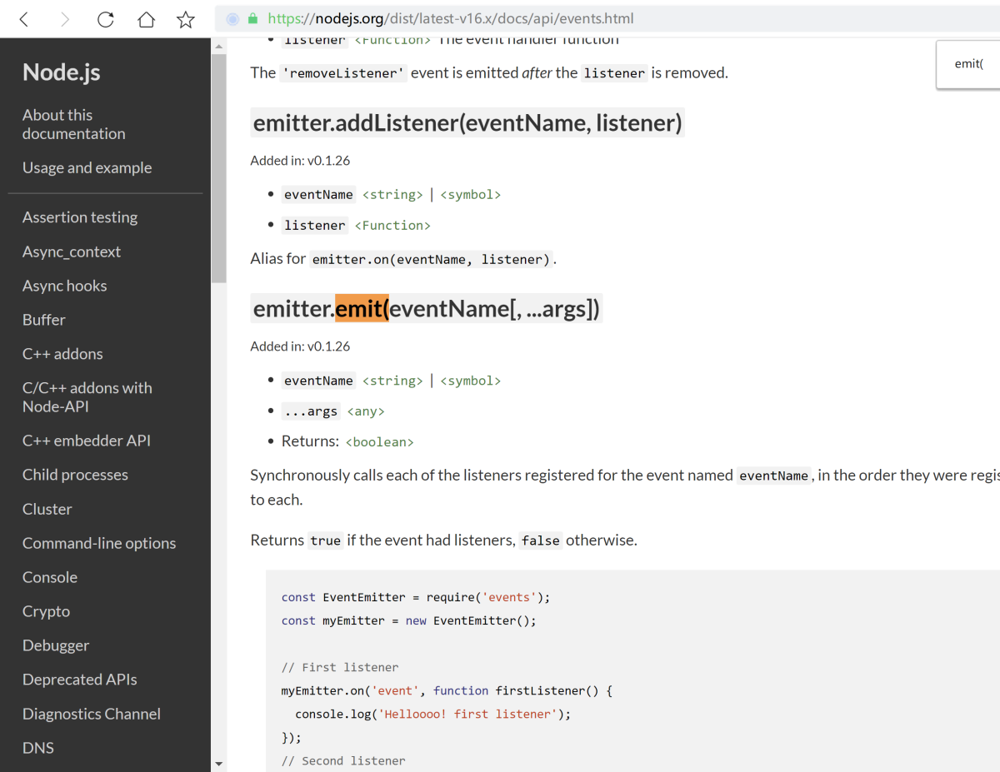 https://nodejs.org/dist/latest-v16.x/docs/api/events.html
emit(
Node.js
About this
documentation
Usage and example
Assertion testing
Async_context
Async hooks
Buffer
C++ addons
C/C++ addons with
Node-API
C++ embedder API
Child processes
Cluster
Command-line options
Console
Crypto
Debugger
Deprecated APIs
Diagnostics Channel
DNS
• listener <Function> The event handler function
The 'removeListener' event is emitted after the listener is removed.
emitter.addListener(eventName, listener)
Added in: v0.1.26
• eventName <string> | <symbol>
• listener <Function>
Alias for emitter.on(eventName, listener).
emitter.emit(eventName[, ...args])
Added in: v0.1.26
• eventName <string> | <symbol>
• ...args <any>
• Returns: <boolean>
Synchronously calls each of the listeners registered for the event named eventName, in the order they were regis
to each.
Returns true if the event had listeners, false otherwise.
const EventEmitter = require('events');
const myEmitter = new EventEmitter();
// First listener
myEmitter.on('event', function firstListener() {
  console.log('Helloooo! first listener');
});
// Second listener